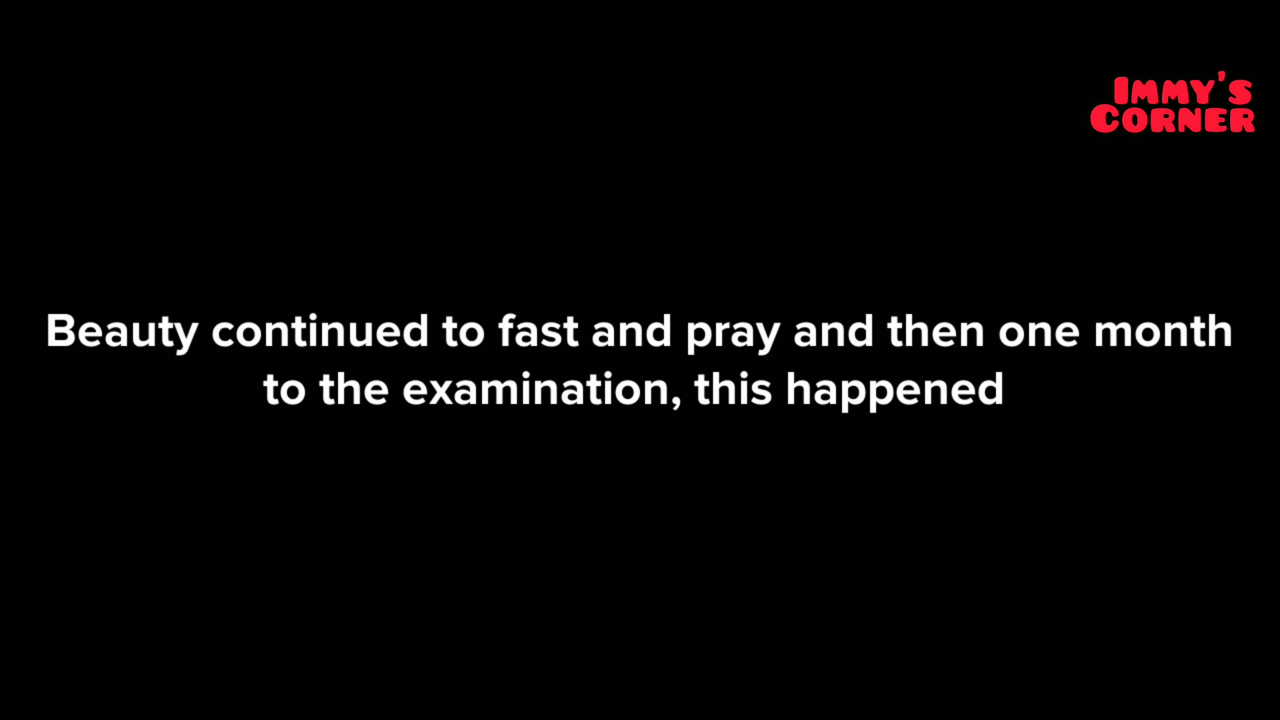 Immy's
Corner
Beauty continued to fast and pray and then one month
to the examination, this happened